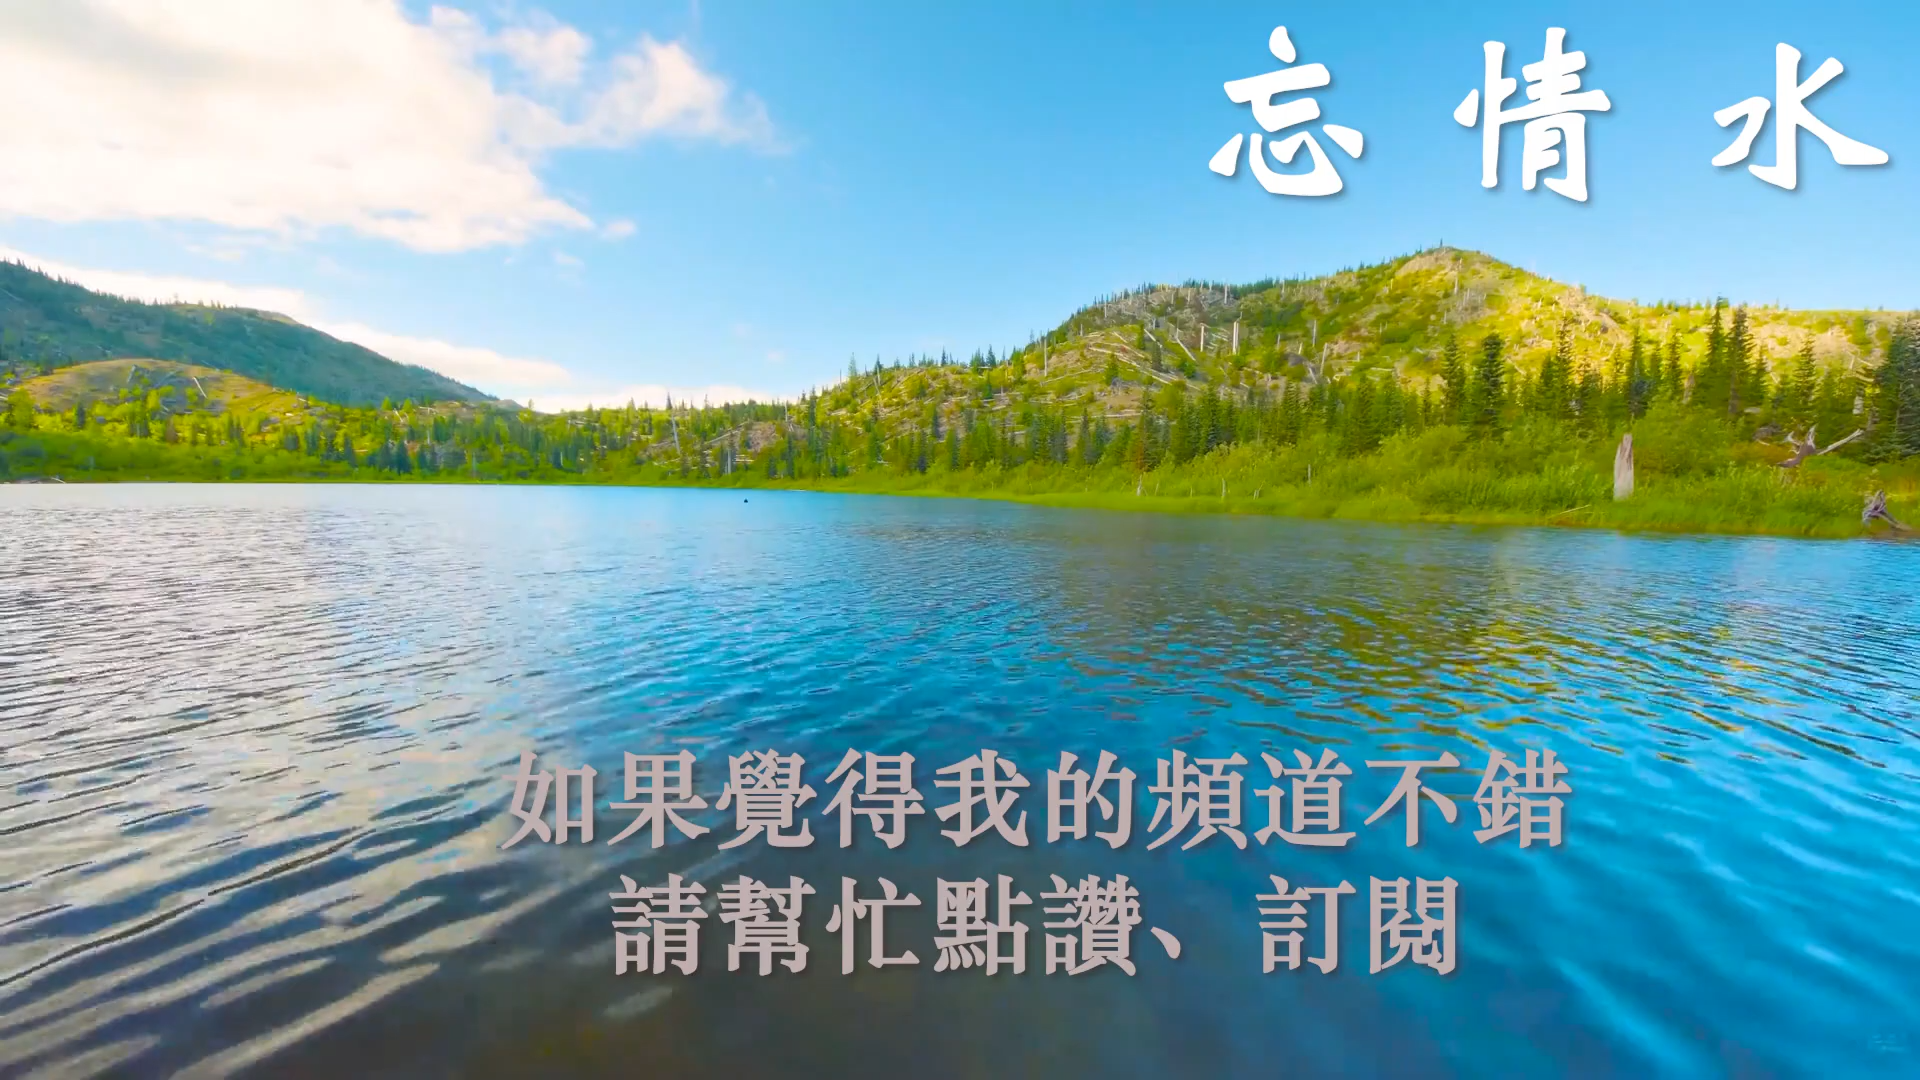 忘情水
如果覺得我的頻道不錯
請幫忙點讚、訂閱